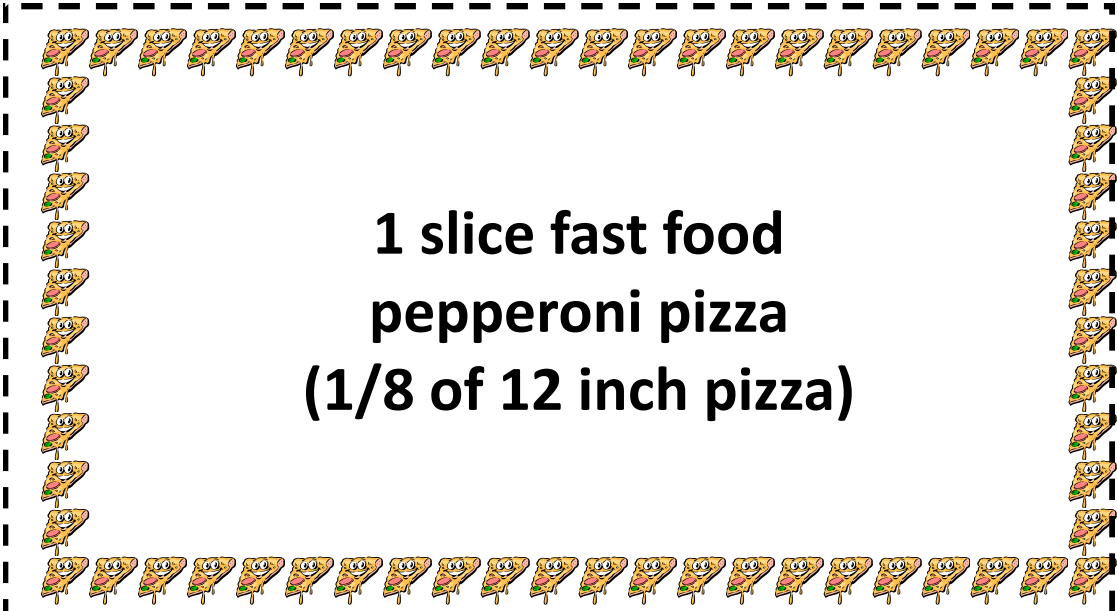 1 slice fast food
pepperoni pizza
(1/8 of 12 inch pizza)